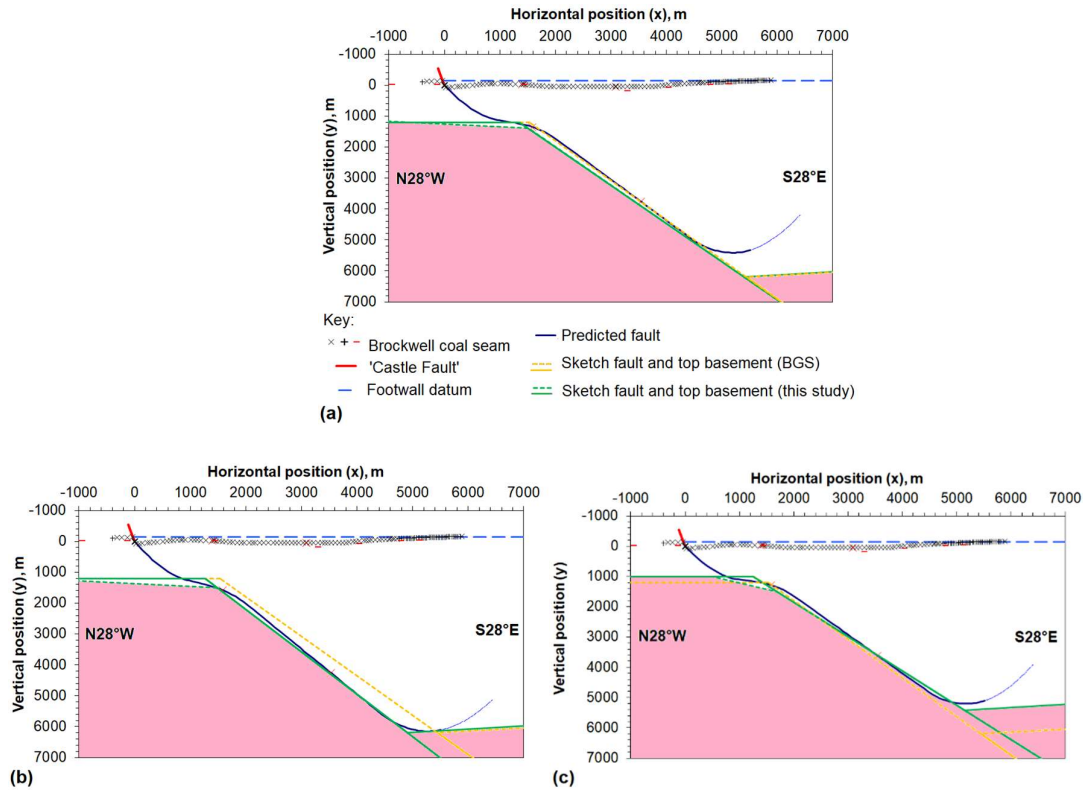 Horizontal position (x), m
-1000 0 1000 2000 3000 4000 5000 6000 7000
Vertical position (y), m
-1000
0
1000
2000
3000
4000
5000
6000
7000
N28°W
S28°E
Key:
Brockwell coal seam
'Castle Fault'
Footwall datum
Predicted fault
Sketch fault and top basement (BGS)
Sketch fault and top basement (this study)
(a)
Horizontal position (x), m
-1000 0 1000 2000 3000 4000 5000 6000 7000
Vertical position (y), m
-1000
0
1000
2000
3000
4000
5000
6000
7000
N28°W
S28°E
(b)
Horizontal position (x), m
-1000 0 1000 2000 3000 4000 5000 6000 7000
Vertical position (y)
-1000
0
1000
2000
3000
4000
5000
6000
7000
N28°W
S28°E
(c)